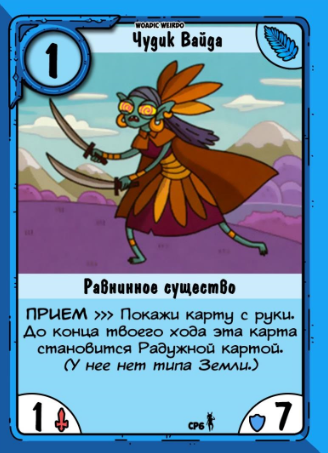 WOADIC WEIRDO
1
Чудик Вайда
Равнинное существо
ПРИЕМ >>> Покажи карту с руки.
До конца твоего хода эта карта
становится Радужной картой.
(У нее нет типа Земли.)
1
СР6
7